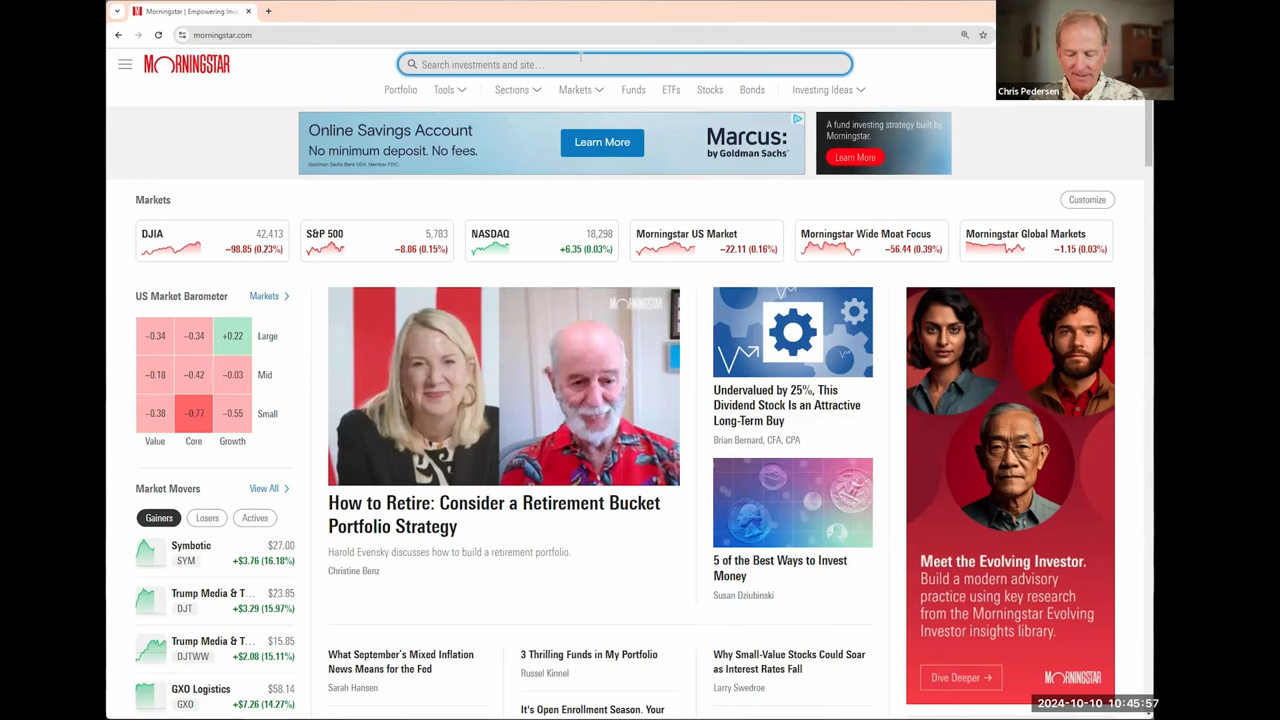 Morningstar | Empowering Inv
morningstar.com
MORNINGSTAR
Search investments and site…
Portfolio Tools Sections Markets Funds ETFs Stocks Bonds Investing Ideas
Chris Pedersen
Online Savings Account
No minimum deposit. No fees.
Goldman Sachs Bank USA. Member FDIC.
Learn More
Marcus:
by Goldman Sachs®
A fund investing strategy built by
Morningstar.
Learn More
Markets
Customize
DJIA 42,413
−98.85 (0.23%)
S&P 500 5,783
−8.86 (0.15%)
NASDAQ 18,298
+6.35 (0.03%)
Morningstar US Market
−22.11 (0.16%)
Morningstar Wide Moat Focus
−56.44 (0.39%)
Morningstar Global Markets
−1.15 (0.03%)
US Market Barometer Markets
−0.34 −0.34 +0.22 Large
−0.18 −0.42 −0.03 Mid
−0.38 −0.77 −0.55 Small
Value Core Growth
Market Movers View All
Gainers Losers Actives
Symbotic $27.00
SYM +$3.76 (16.18%)
Trump Media & T… $23.85
DJT +$3.29 (15.97%)
Trump Media & T… $15.85
DJTWW +$2.08 (15.11%)
GXO Logistics $58.14
GXO +$7.26 (14.27%)
MORNINGSTAR
How to Retire: Consider a Retirement Bucket
Portfolio Strategy
Harold Evensky discusses how to build a retirement portfolio.
Christine Benz
Undervalued by 25%, This
Dividend Stock Is an Attractive
Long-Term Buy
Brian Bernard, CFA, CPA
5 of the Best Ways to Invest
Money
Susan Dziubinski
What September's Mixed Inflation
News Means for the Fed
Sarah Hansen
3 Thrilling Funds in My Portfolio
Russel Kinnel
It's Open Enrollment Season. Your
Why Small-Value Stocks Could Soar
as Interest Rates Fall
Larry Swedroe
Meet the Evolving Investor.
Build a modern advisory
practice using key research
from the Morningstar Evolving
Investor insights library.
Dive Deeper →
MORNINGSTAR
2024-10-10 10:45:57